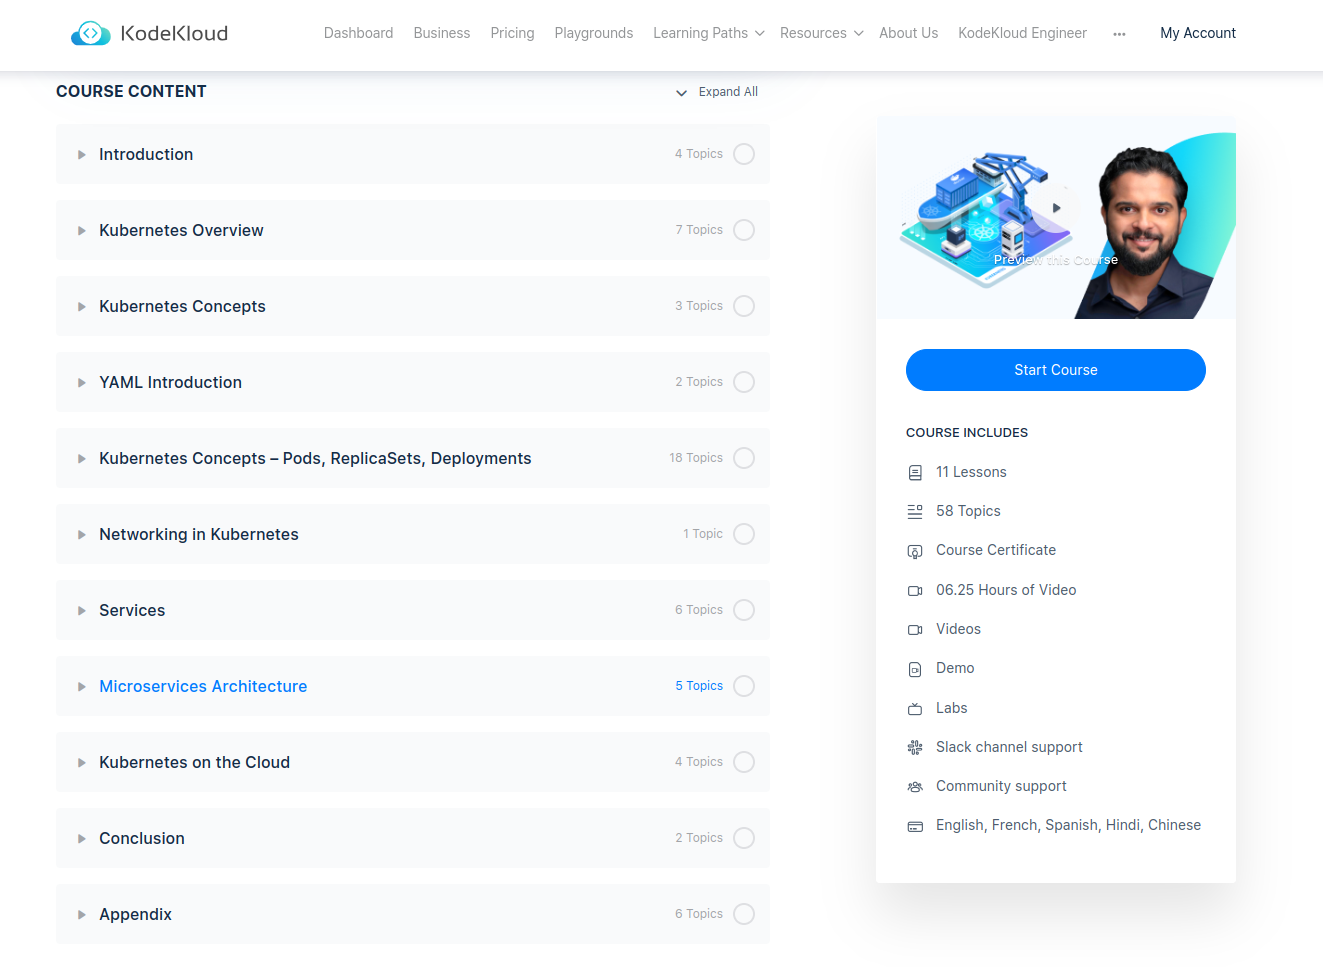 KodeKloud
Dashboard Business Pricing Playgrounds Learning Paths Resources About Us KodeKloud Engineer ... My Account
COURSE CONTENT Expand All
Introduction 4 Topics
Kubernetes Overview 7 Topics
Kubernetes Concepts 3 Topics
YAML Introduction 2 Topics
Kubernetes Concepts – Pods, ReplicaSets, Deployments 18 Topics
Networking in Kubernetes 1 Topic
Services 6 Topics
Microservices Architecture 5 Topics
Kubernetes on the Cloud 4 Topics
Conclusion 2 Topics
Appendix 6 Topics
Preview this Course
Start Course
COURSE INCLUDES
11 Lessons
58 Topics
Course Certificate
06.25 Hours of Video
Videos
Demo
Labs
Slack channel support
Community support
English, French, Spanish, Hindi, Chinese